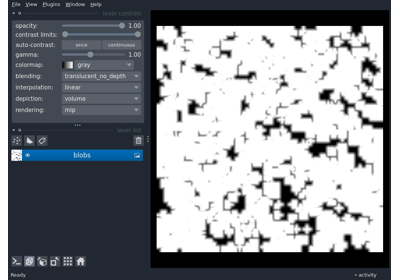 File View Plugins Window Help
layer controls
opacity: 1.00
contrast limits:
auto-contrast: once continuous
gamma: 1.00
colormap: gray
blending: translucent_no_depth
interpolation: linear
depiction: volume
rendering: mip
layer list
blobs
Ready
activity